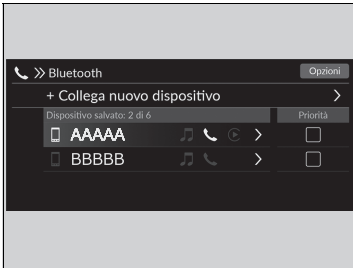 Bluetooth
Opzioni
+ Collega nuovo dispositivo
Dispositivo salvato: 2 di 6
Priorità
AAAAA
BBBBB